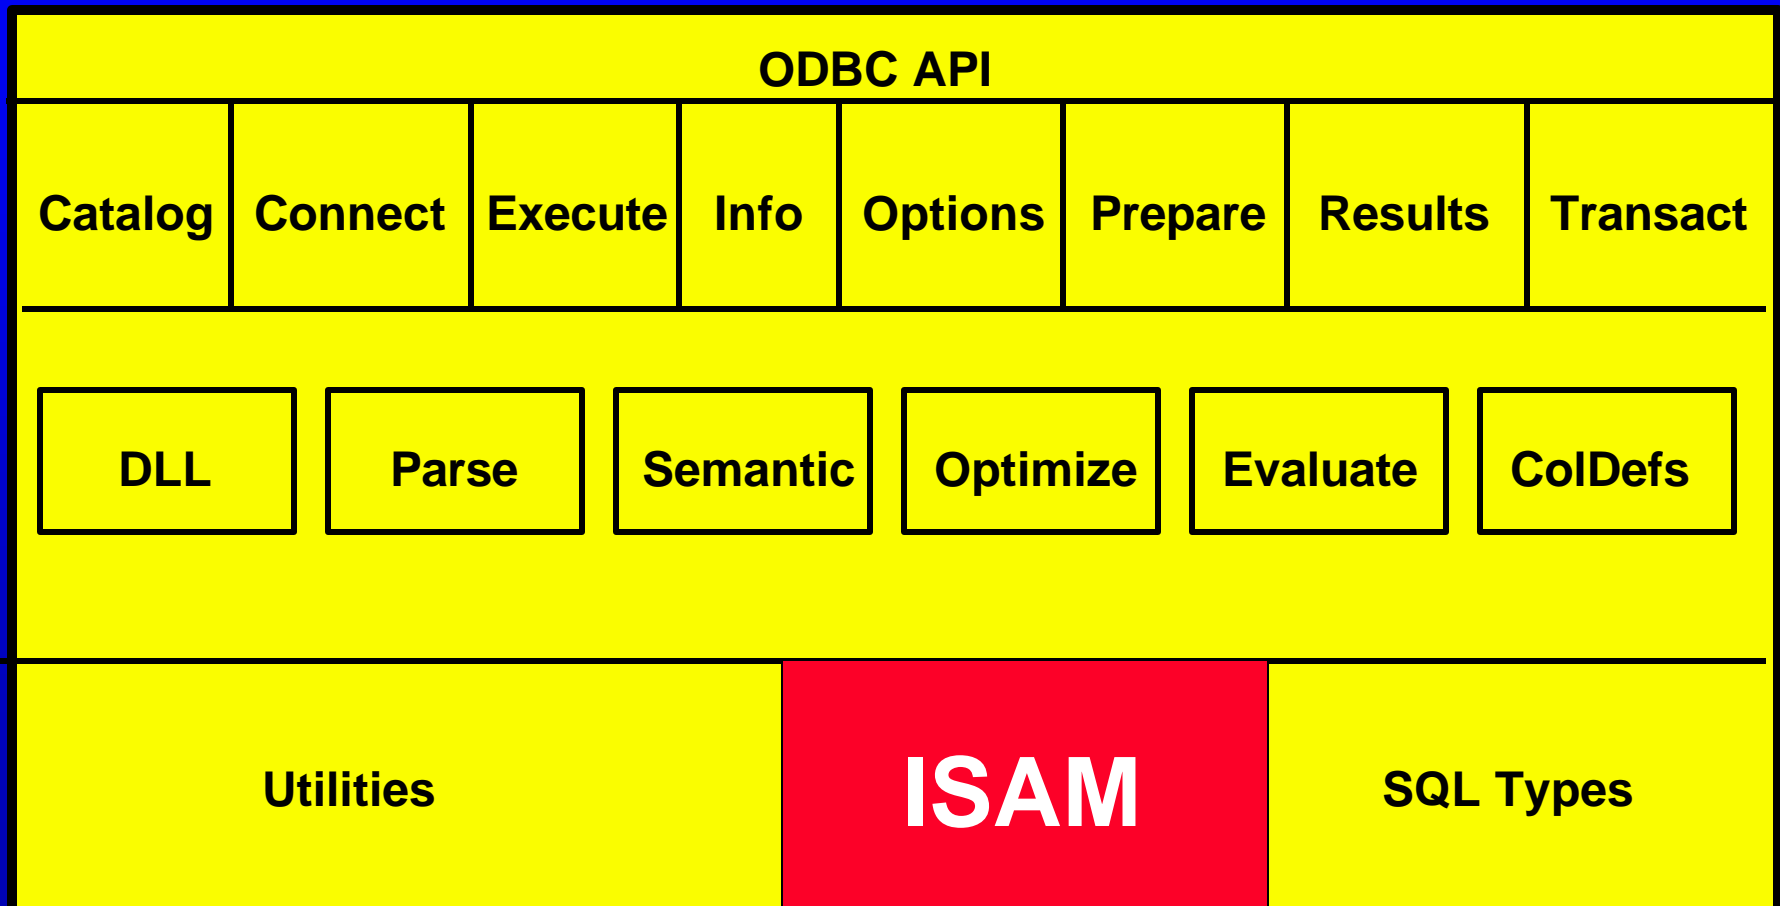 ODBC API
Catalog Connect Execute Info Options Prepare Results Transact
DLL Parse Semantic Optimize Evaluate ColDefs
Utilities ISAM SQL Types